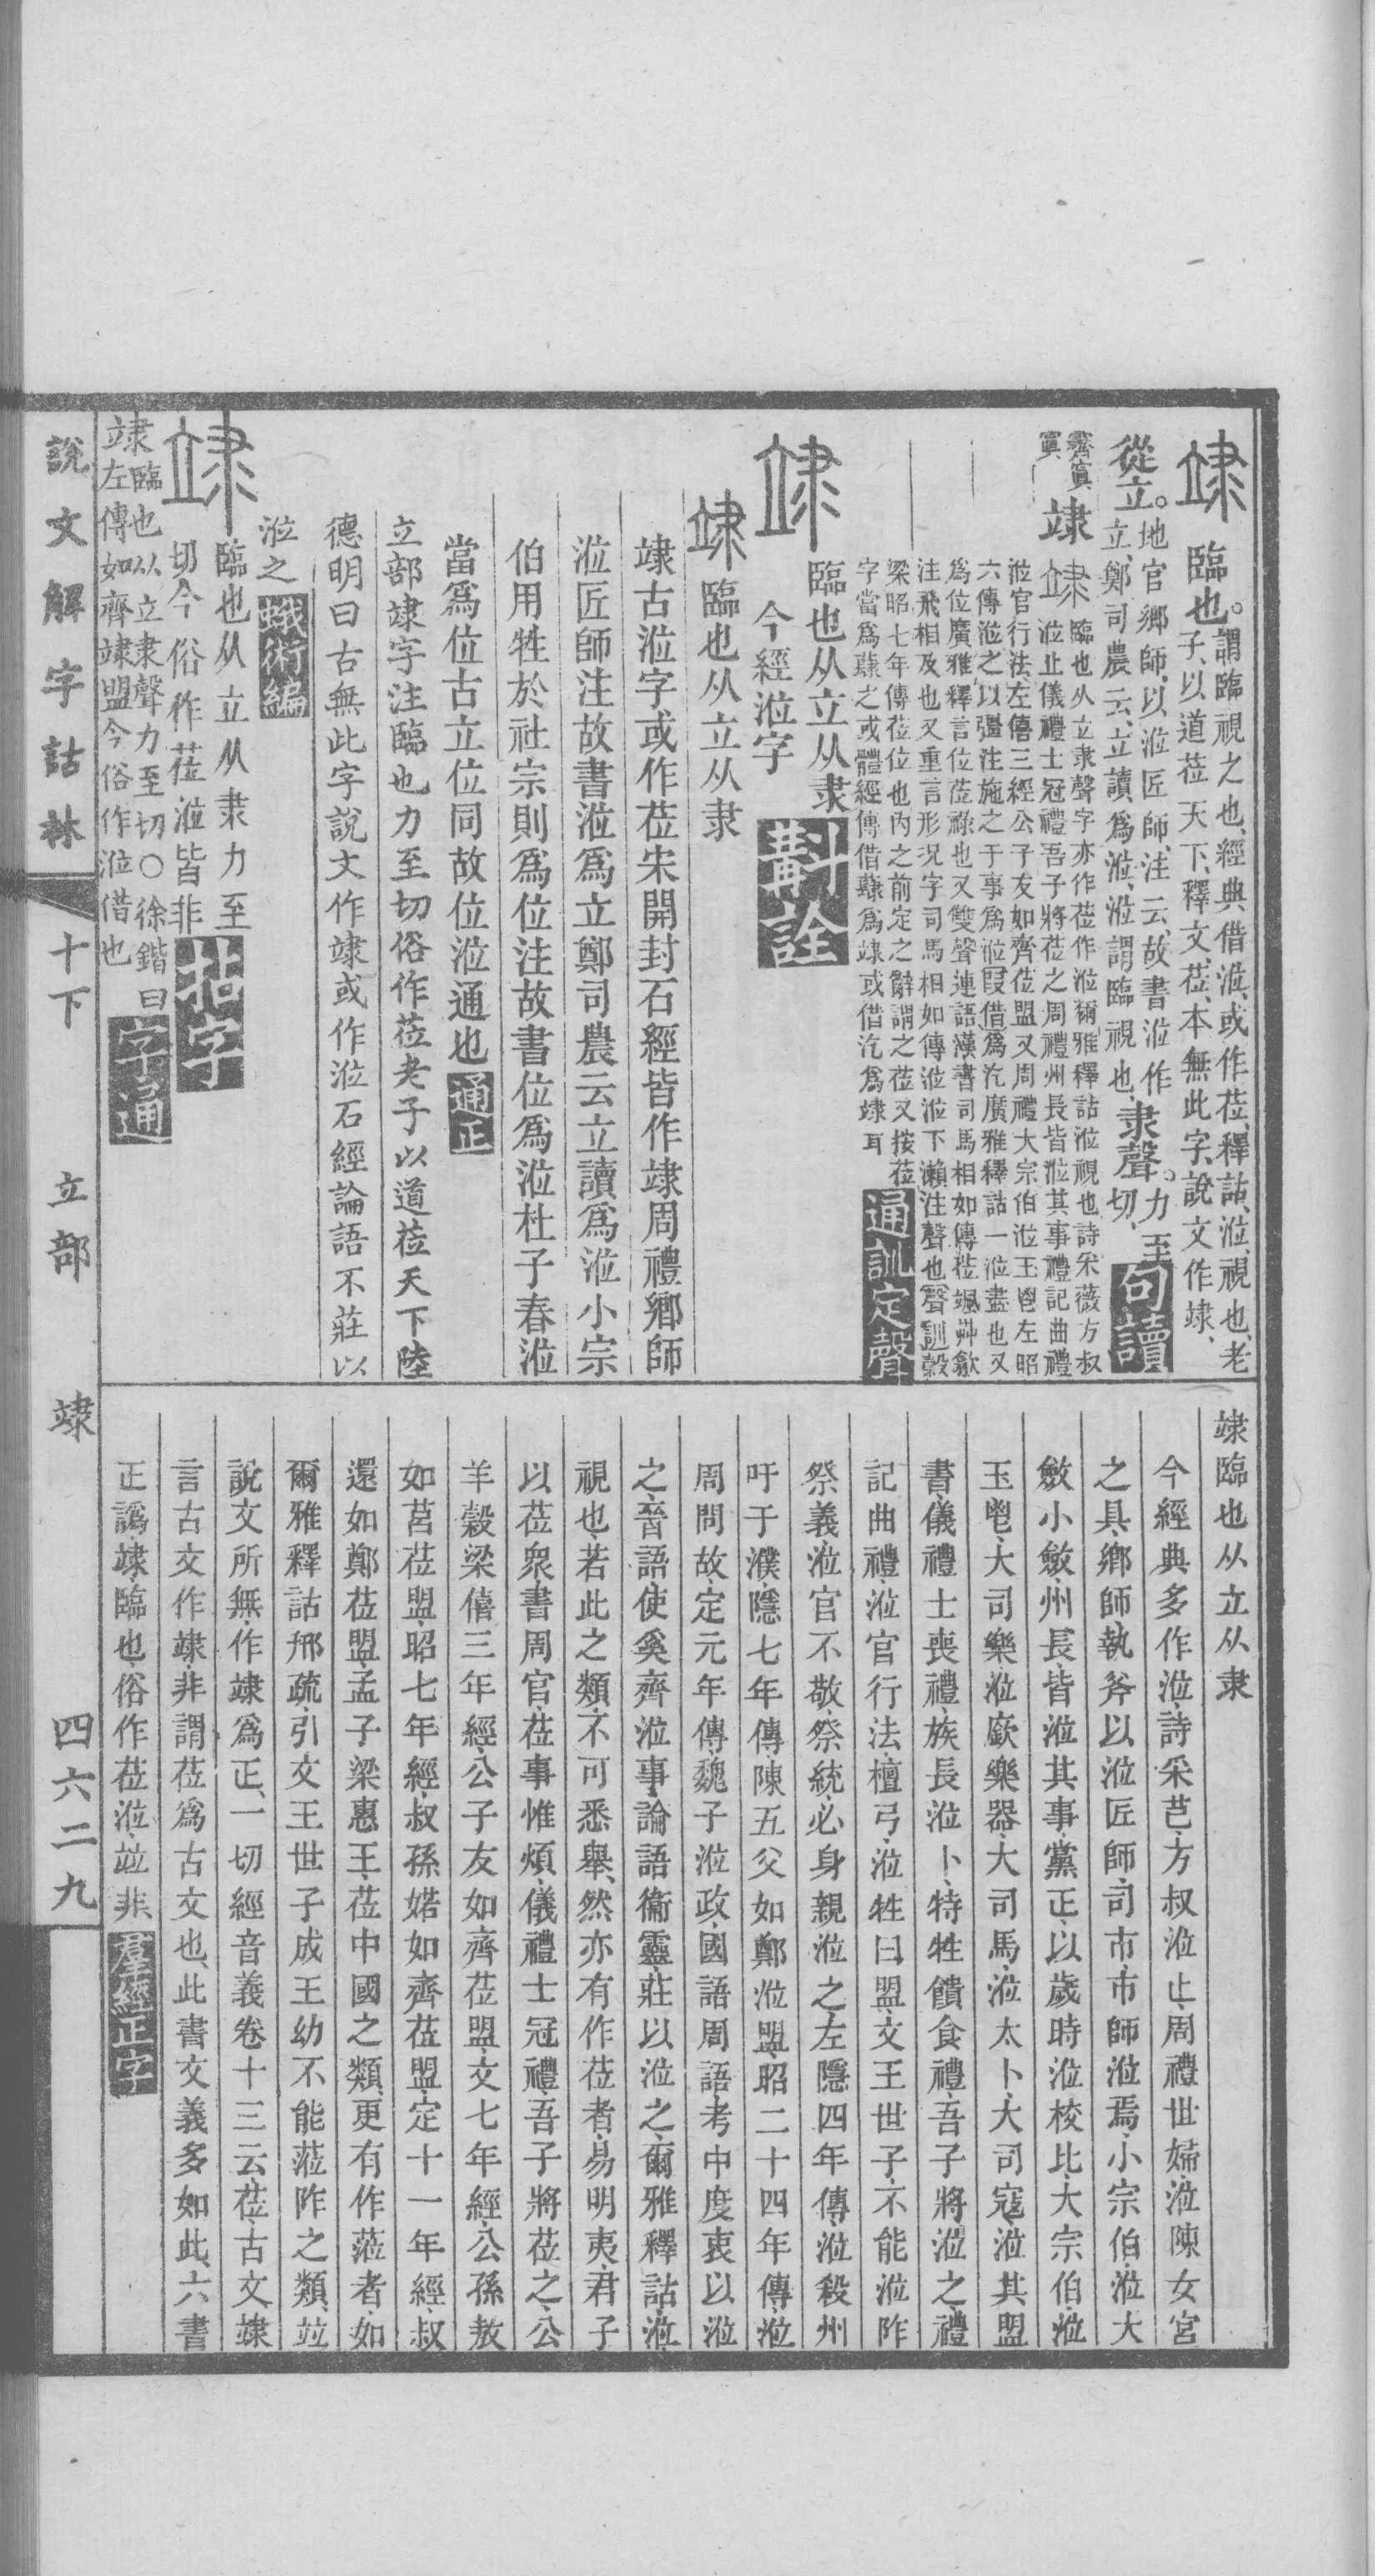 竦 臨也。謂臨視之也、經典借涖、或作莅、釋詁、涖、視也、老
子、以道莅天下、釋文、莅、本無此字、說文作𥩲、
從立。地官鄉師、以涖匠師、注云、故書涖作
立、鄭司農云、立讀爲涖、涖謂臨視也、隶聲。力至切、句讀
𥩲 臨也从立隶聲字亦作莅作涖爾雅釋詁涖視也詩采薇方叔
涖止儀禮士冠禮吾子將莅之周禮州長皆涖其事禮記曲禮
涖官行法左僖三經公子友如齊莅盟又周禮大宗伯涖玉鬯左昭
六傳涖之以彊注施之于事爲涖叚借爲汔廣雅釋詁一涖盡也又
爲位廣雅釋言位莅祿也又雙聲連語漢書司馬相如傳莅颯艸歙
注飛相及也又重言形況字司馬相如傳涖涖下瀨注聲也聲訓穀
梁昭七年傳莅位也內之前定之辭謂之莅又按莅
字當爲𥩲之或體經傳借爲𥩲或借汔爲𥩲耳 通訓定聲
臨也从立从隶
今經涖字 斠詮
𥩲臨也从立从隶
𥩲古涖字或作莅宋開封石經皆作𥩲周禮鄉師
涖匠師注故書涖爲立鄭司農云立讀爲涖小宗
伯用牲於社宗則爲位注故書位爲涖杜子春涖
當爲位古立位同故位涖通也 通正
立部𥩲字注臨也力至切俗作莅老子以道莅天下陸
德明曰古無此字說文作𥩲或作涖石經論語不莊以
涖之 蛾術編
臨也从立从隶力至
切今俗作莅涖皆非
𥩲臨也从立隶聲力至切○徐鍇曰
左傳如齊𥩲盟今俗作涖借也 字通
𥩲臨也从立从隶
今經典多作涖、詩采芑、方叔涖止、周禮世婦、涖陳女宮
之具、鄉師、執斧以涖匠師、司市、市師涖焉、小宗伯、涖大
斂小斂、州長、皆涖其事、黨正、以歲時涖校比、大宗伯、涖
玉鬯、大司樂、涖廞樂器、大司馬、涖太卜、大司寇、涖其盟
書、儀禮士喪禮、族長涖卜、特牲饋食禮、吾子將涖之、禮
記曲禮、涖官行法、檀弓、涖牲曰盟、文王世子、不能涖阼、
祭義、涖官不敬、祭統、必身親涖之、左隱四年傳、涖殺州
吁于濮、隱七年傳、陳五父如鄭涖盟、昭二十四年傳、涖
周問故、定元年傳、魏子涖政、國語周語、考中度衷以涖
之、晉語、使奚齊涖事、論語衞靈、莊以涖之、爾雅釋詁、涖、
視也、若此之類、不可悉舉、然亦有作莅者、易明夷、君子
以莅衆、書周官、莅事惟煩、儀禮士冠禮、吾子將莅之、公
羊穀梁僖三年經、公子友如齊莅盟、文七年經、公孫敖
如莒莅盟、昭七年經、叔孫婼如齊莅盟、定十一年經、叔
還如鄭莅盟、孟子梁惠王、莅中國之類、更有作蒞者、如
爾雅釋詁邢疏、引文王世子成王幼不能蒞阼之類、竝
說文所無、作𥩲爲正、一切經音義卷十三云、莅、古文𥩲、
言古文作𥩲、非謂莅爲古文也、此書文義多如此、六書
正譌、𥩲、臨也、俗作莅涖、竝非 羣經正字
說文解字詁林 十下 立部 𥩲 四六二九